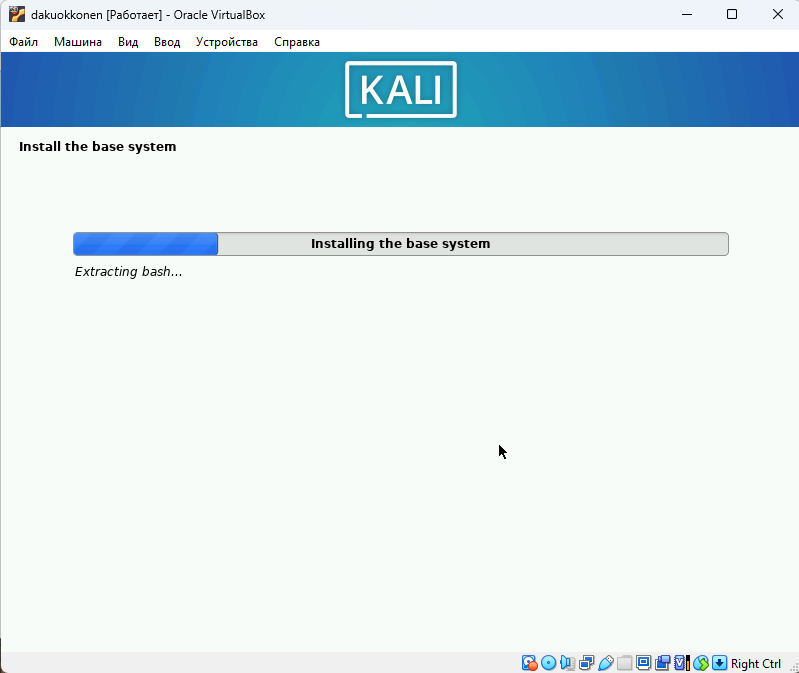 dakuokkonen [Работает] - Oracle VirtualBox
Файл Машина Вид Ввод Устройства Справка
KALI
Install the base system
Installing the base system
Extracting bash...
Right Ctrl